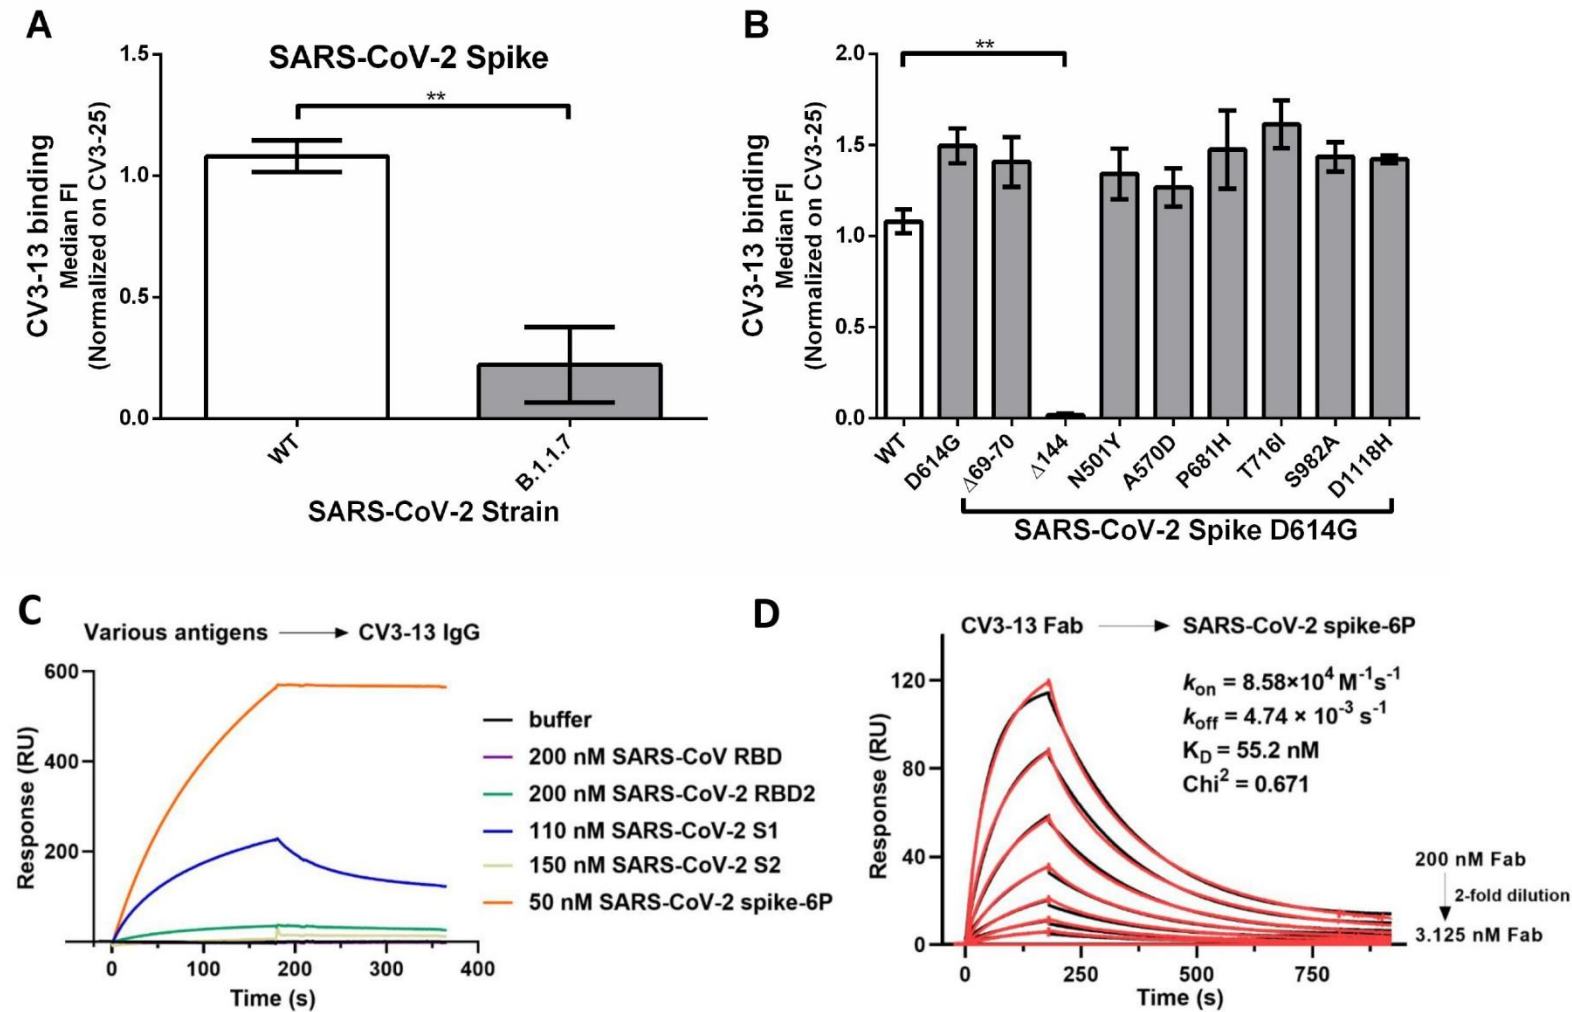 A
SARS-CoV-2 Spike
**
CV3-13 binding
Median FI
(Normalized on CV3-25)
1.5
1.0
0.5
0.0
WT
B.1.1.7
SARS-CoV-2 Strain
B
**
CV3-13 binding
Median FI
(Normalized on CV3-25)
2.0
1.5
1.0
0.5
0.0
WT
D614G
Δ69-70
Δ144
N501Y
A570D
P681H
T716I
S982A
D1118H
SARS-CoV-2 Spike D614G
C
Various antigens → CV3-13 IgG
Response (RU)
600
400
200
0
100
200
300
400
Time (s)
buffer
200 nM SARS-CoV RBD
200 nM SARS-CoV-2 RBD2
110 nM SARS-CoV-2 S1
150 nM SARS-CoV-2 S2
50 nM SARS-CoV-2 spike-6P
D
CV3-13 Fab → SARS-CoV-2 spike-6P
kon = 8.58×10⁴ M⁻¹s⁻¹
koff = 4.74 × 10⁻³ s⁻¹
KD = 55.2 nM
Chi² = 0.671
Response (RU)
120
80
40
0
0
250
500
750
Time (s)
200 nM Fab
2-fold dilution
3.125 nM Fab